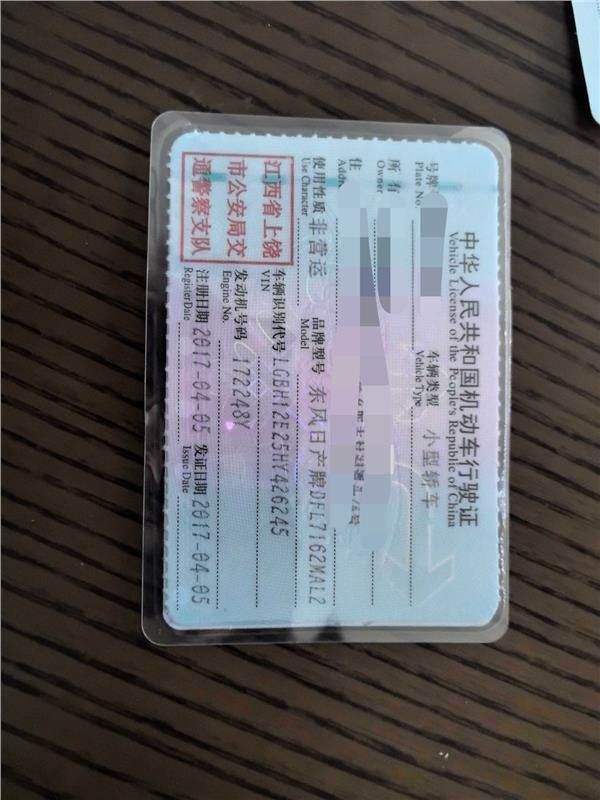 中华人民共和国机动车行驶证
Vehicle License of the People's Republic of China
号牌
Plate No.
车辆类型 小型轿车
Vehicle Type
所有
Owner
住
Addr
使用性质 非营运
Use Character
品牌型号 东风日产牌DFL7162MAL2
Model
江西省上饶
市公安局交
通警察支队
车辆识别代号 LGBH12E25HY426245
VIN
发动机号码 172248Y
Engine No.
注册日期 2017-04-05
Register Date
发证日期 2017-04-05
Issue Date